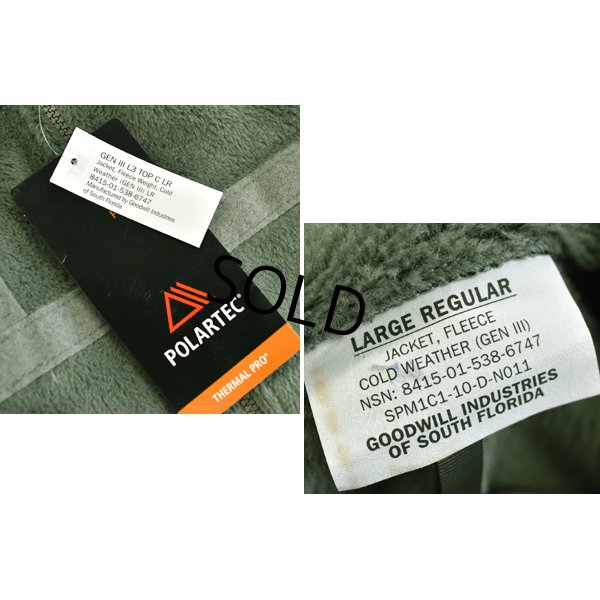 GEN III L3 TOP C LR
Jacket, Fleece Weight, Cold
Weather (GEN III) LR
8415-01-538-6747
Manufactured by Goodwill Industries
of South Florida
POLARTEC®
THERMAL PRO®
SOLD
LARGE REGULAR
JACKET, FLEECE
COLD WEATHER (GEN III)
NSN: 8415-01-538-6747
SPM1C1-10-D-N011
GOODWILL INDUSTRIES
OF SOUTH FLORIDA